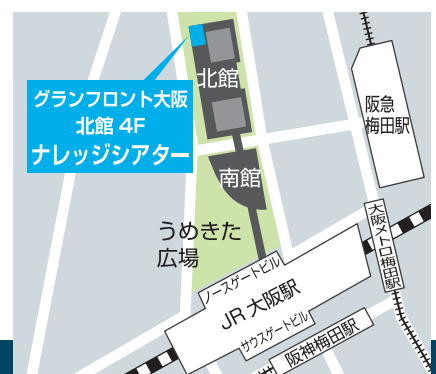 北館
グランフロント大阪
北館 4F
ナレッジシアター
阪急
梅田駅
南館
うめきた
広場
大阪メトロ梅田駅
ノースゲートビル
JR大阪駅
サウスゲートビル
阪神梅田駅